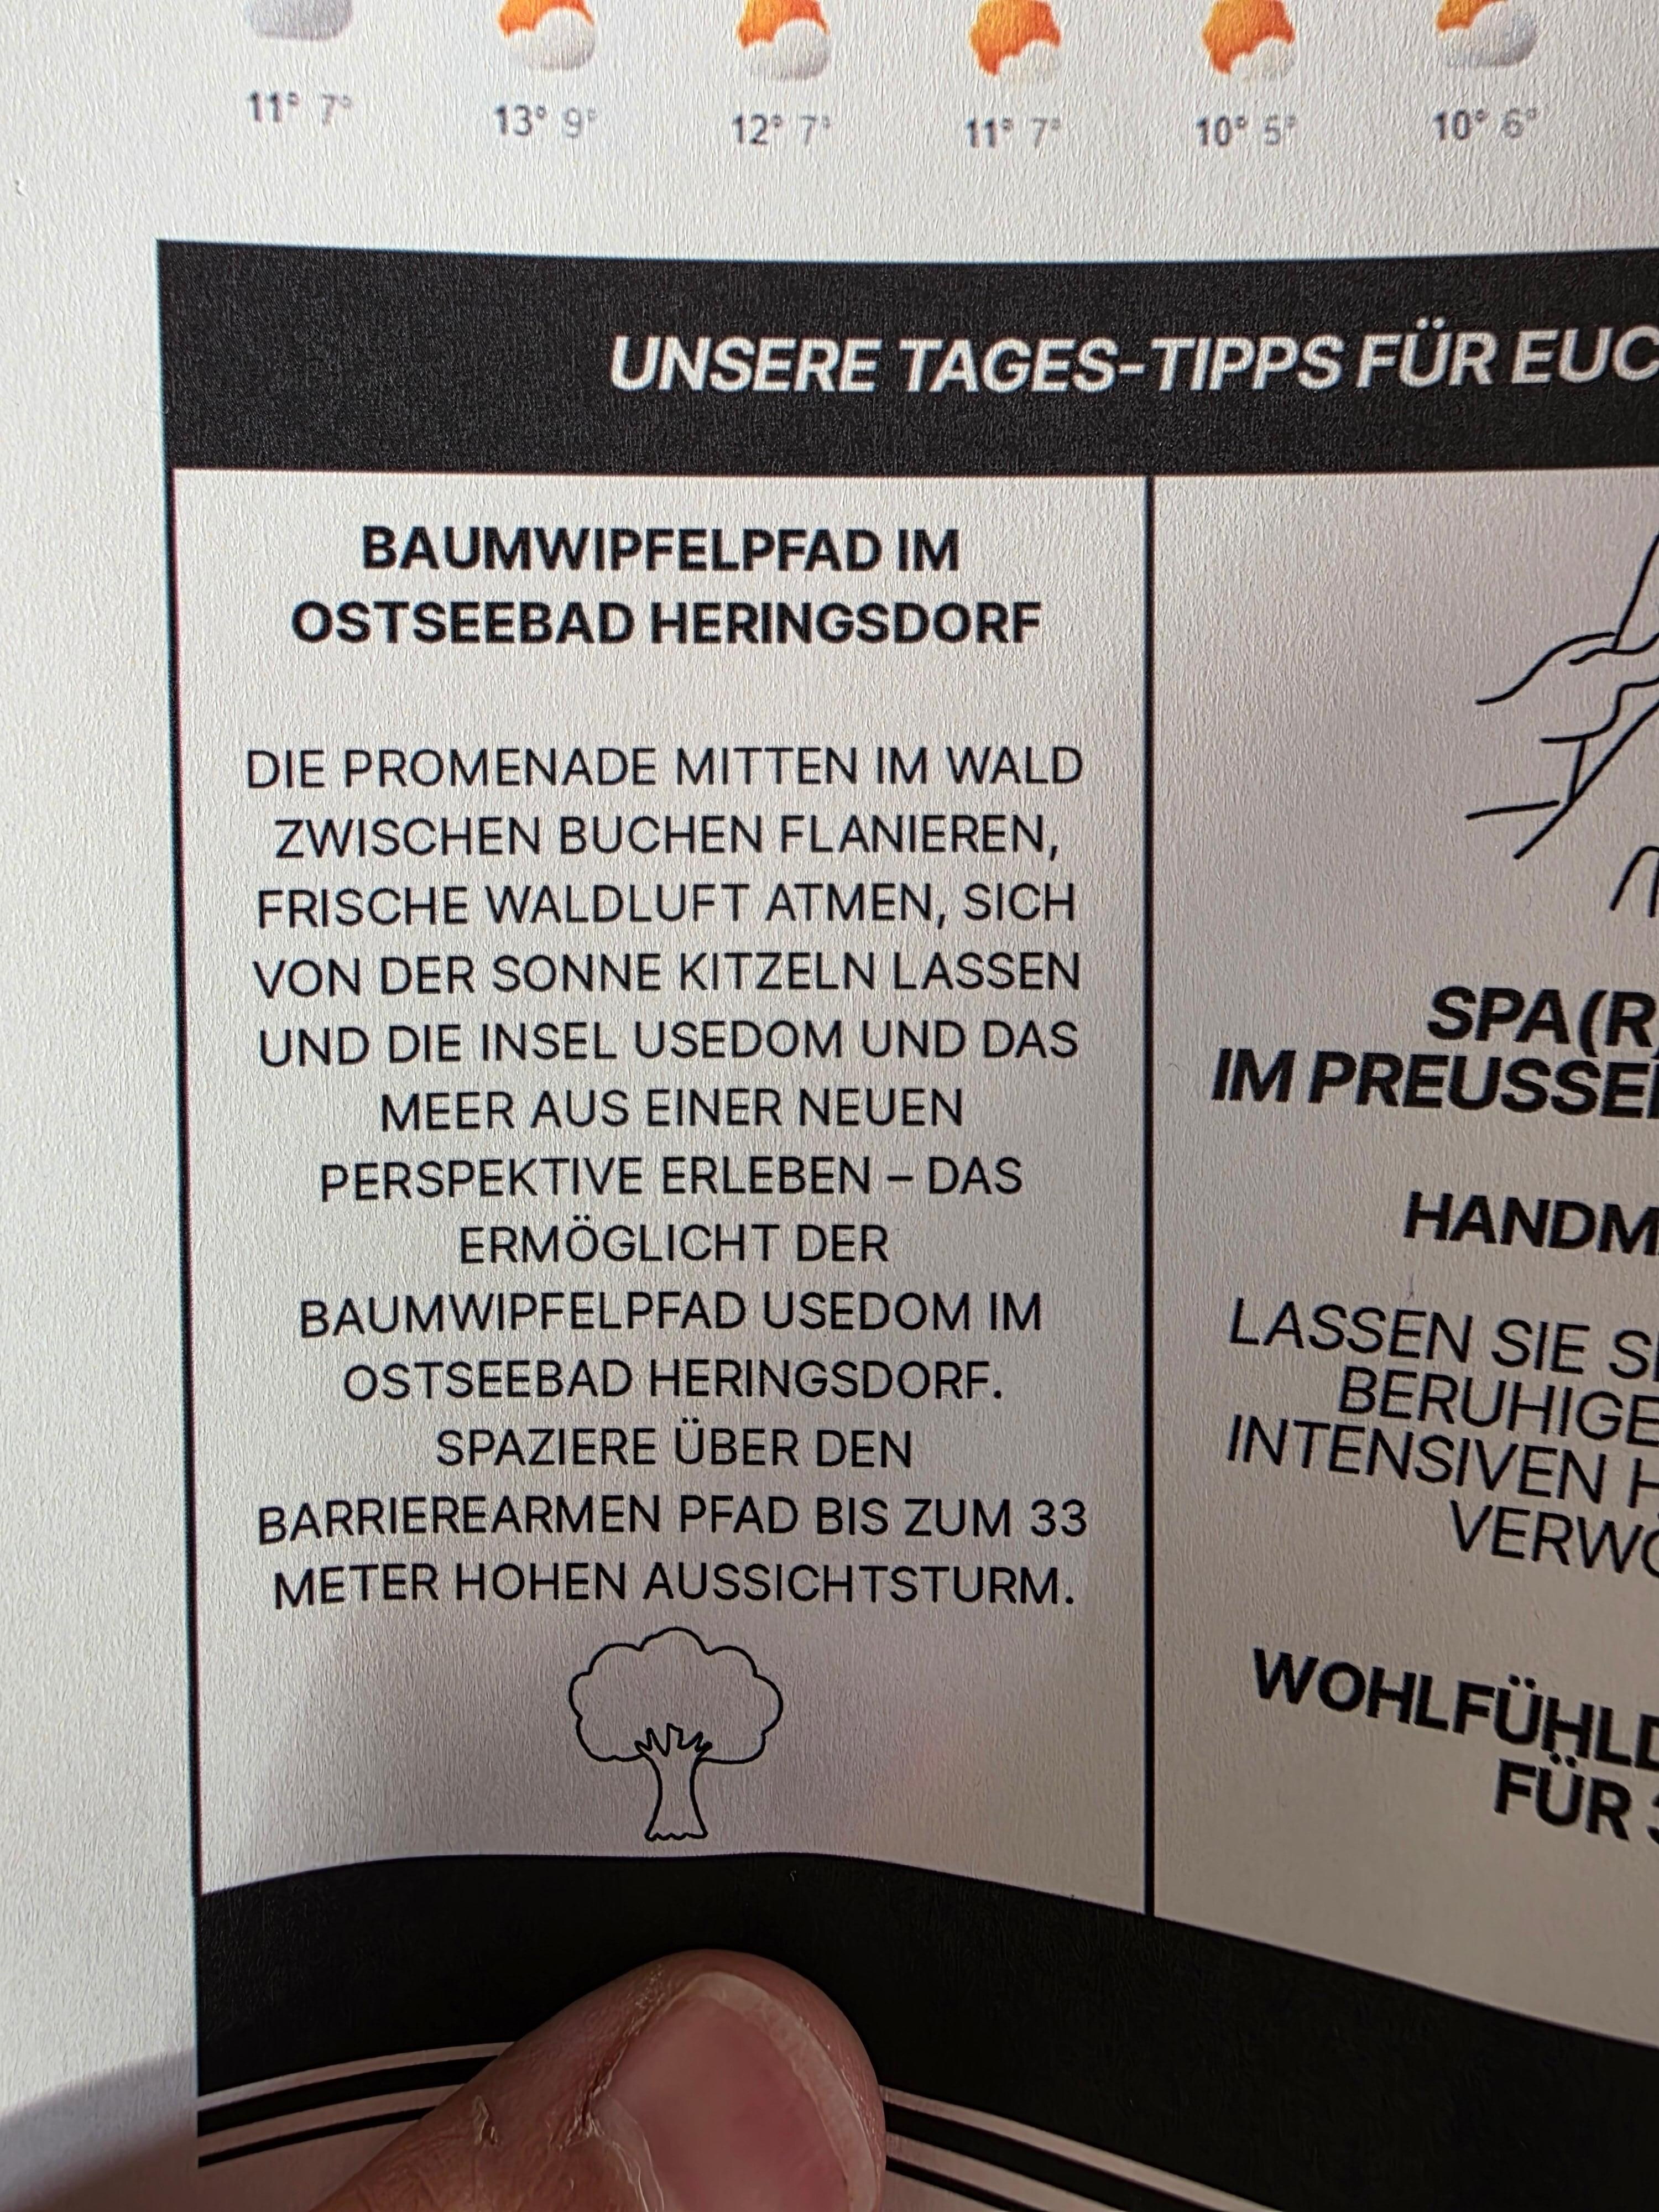 11° 7°
13° 9°
12° 7°
11° 7°
10° 5°
10° 6°
UNSERE TAGES-TIPPS FÜR
BAUMWIPFELPFAD IM
OSTSEEBAD HERINGSDORF
DIE PROMENADE MITTEN IM WALD
ZWISCHEN BUCHEN FLANIEREN,
FRISCHE WALDLUFT ATMEN, SICH
VON DER SONNE KITZELN LASSEN
UND DIE INSEL USEDOM UND DAS
MEER AUS EINER NEUEN
PERSPEKTIVE ERLEBEN – DAS
ERMÖGLICHT DER
BAUMWIPFELPFAD USEDOM IM
OSTSEEBAD HERINGSDORF.
SPAZIERE ÜBER DEN
BARRIEREARMEN PFAD BIS ZUM 33
METER HOHEN AUSSICHTSTURM.
SPA(R
IM PREUSSE
HANDM
LASSEN SIE S
BERUHIGE
INTENSIVEN H
VERWÖ
WOHLFÜHL
FÜR 3